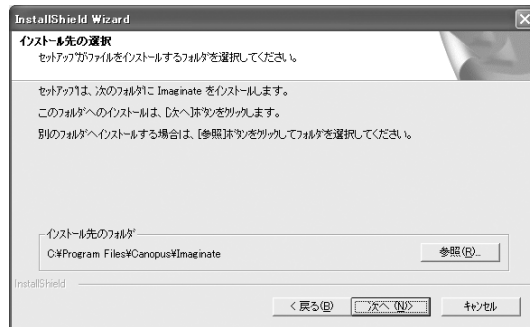 InstallShield Wizard
インストール先の選択
セットアップがファイルをインストールするフォルダを選択してください。
セットアップは、次のフォルダに Imaginate をインストールします。
このフォルダへのインストールは、[次へ]ボタンをクリックします。
別のフォルダへインストールする場合は、[参照]ボタンをクリックしてフォルダを選択してください。
インストール先のフォルダ
C:¥Program Files¥Canopus¥Imaginate
参照(R)...
InstallShield
< 戻る(B)
次へ (N)>
キャンセル